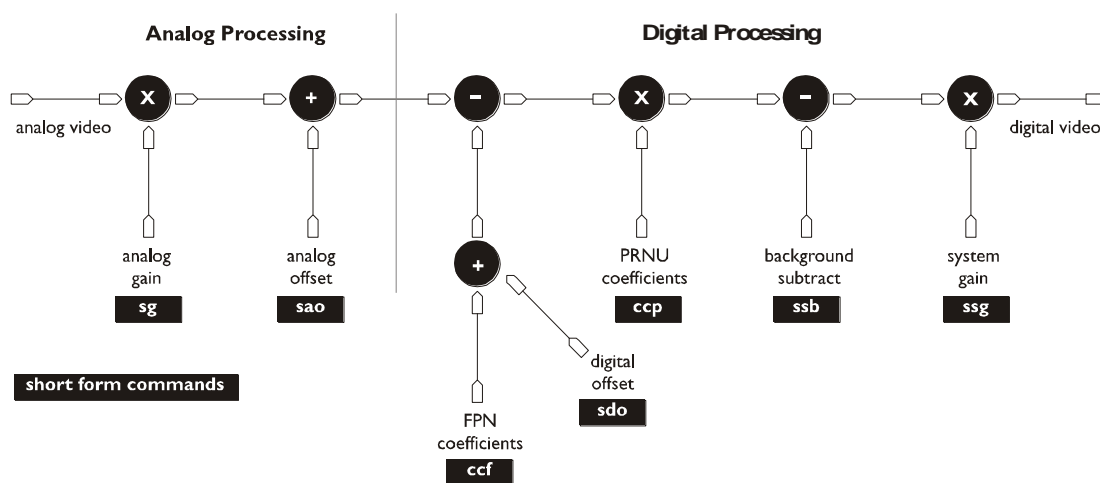 Analog Processing
Digital Processing
x
+
-
x
-
x
analog video
digital video
analog
gain
sg
analog
offset
sao
+
PRNU
coefficients
ccp
background
subtract
ssb
system
gain
ssg
digital
offset
sdo
short form commands
FPN
coefficients
ccf